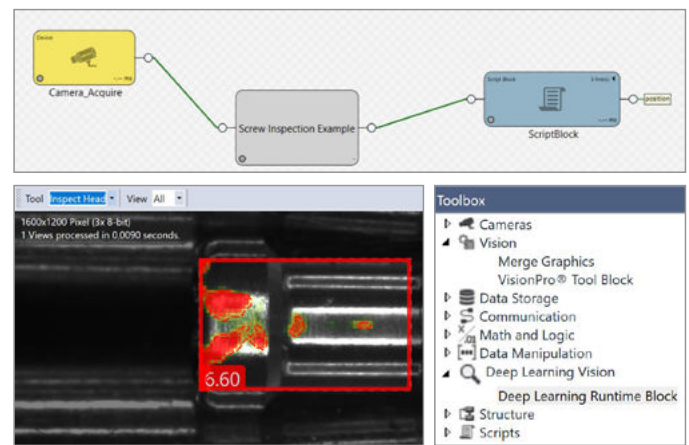 Device
Camera_Acquire
Screw Inspection Example
Script Block
ScriptBlock
position
Tool Inspect Head View All
1600x1200 Pixel (3x 8-bit)
1 Views processed in 0.0090 seconds.
6.60
Toolbox
Cameras
Vision
Merge Graphics
VisionPro® Tool Block
Data Storage
Communication
Math and Logic
Data Manipulation
Deep Learning Vision
Deep Learning Runtime Block
Structure
Scripts